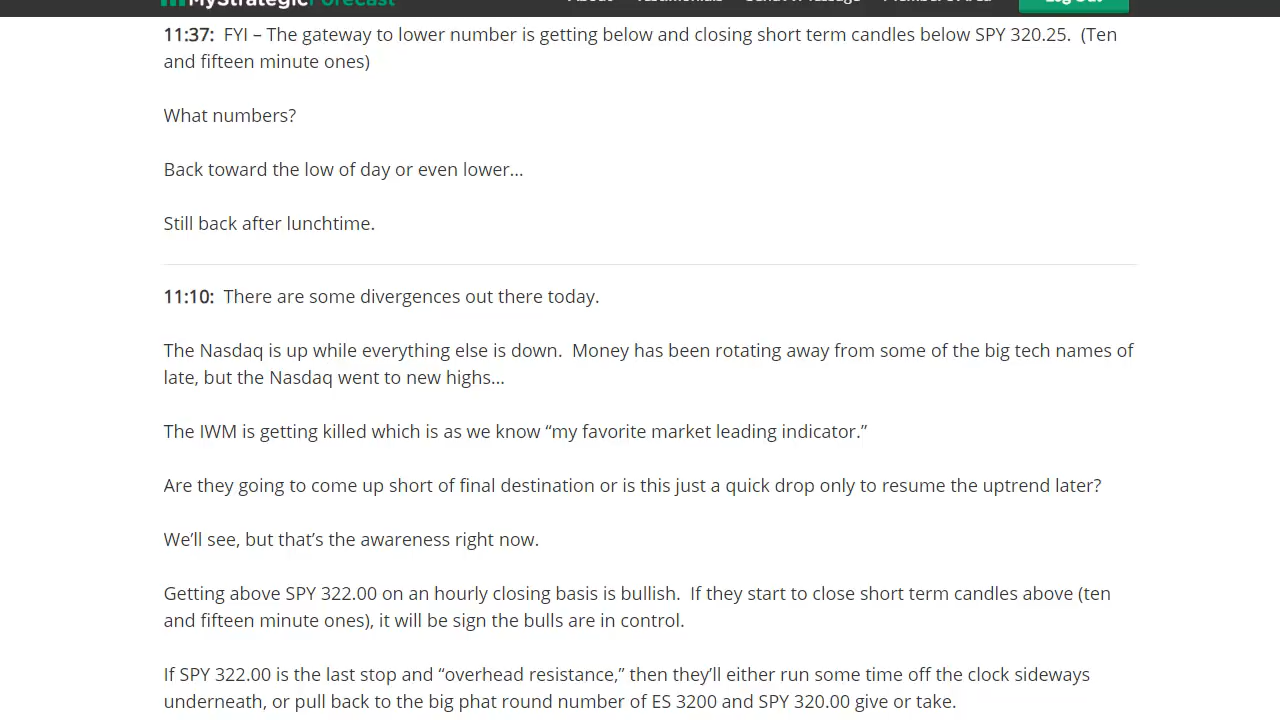 MyStrategicForecast
About Testimonials Send A Message Member's Area Log Out
11:37: FYI – The gateway to lower number is getting below and closing short term candles below SPY 320.25. (Ten
and fifteen minute ones)
What numbers?
Back toward the low of day or even lower…
Still back after lunchtime.
11:10: There are some divergences out there today.
The Nasdaq is up while everything else is down. Money has been rotating away from some of the big tech names of
late, but the Nasdaq went to new highs…
The IWM is getting killed which is as we know “my favorite market leading indicator.”
Are they going to come up short of final destination or is this just a quick drop only to resume the uptrend later?
We’ll see, but that’s the awareness right now.
Getting above SPY 322.00 on an hourly closing basis is bullish. If they start to close short term candles above (ten
and fifteen minute ones), it will be sign the bulls are in control.
If SPY 322.00 is the last stop and “overhead resistance,” then they’ll either run some time off the clock sideways
underneath, or pull back to the big phat round number of ES 3200 and SPY 320.00 give or take.